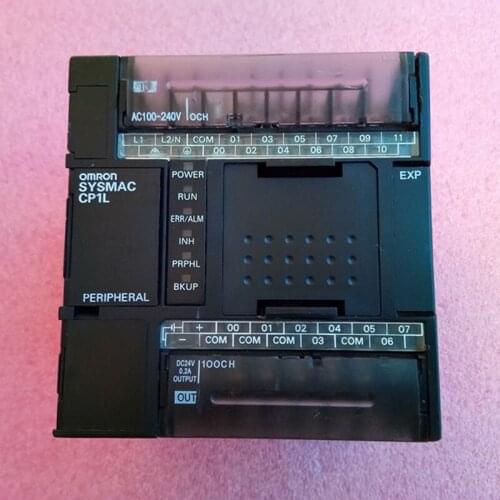 AC100-240V 0CH
L1 L2/N COM 01 03 05 07 09 11
00 02 04 06 08 10
OMRON
SYSMAC
CP1L
POWER
RUN
ERR/ALM
INH
PRPHL
BKUP
EXP
PERIPHERAL
+ 00 01 02 04 05 07
- COM COM COM 03 COM 06
DC24V
0.2A
OUTPUT
100CH
OUT